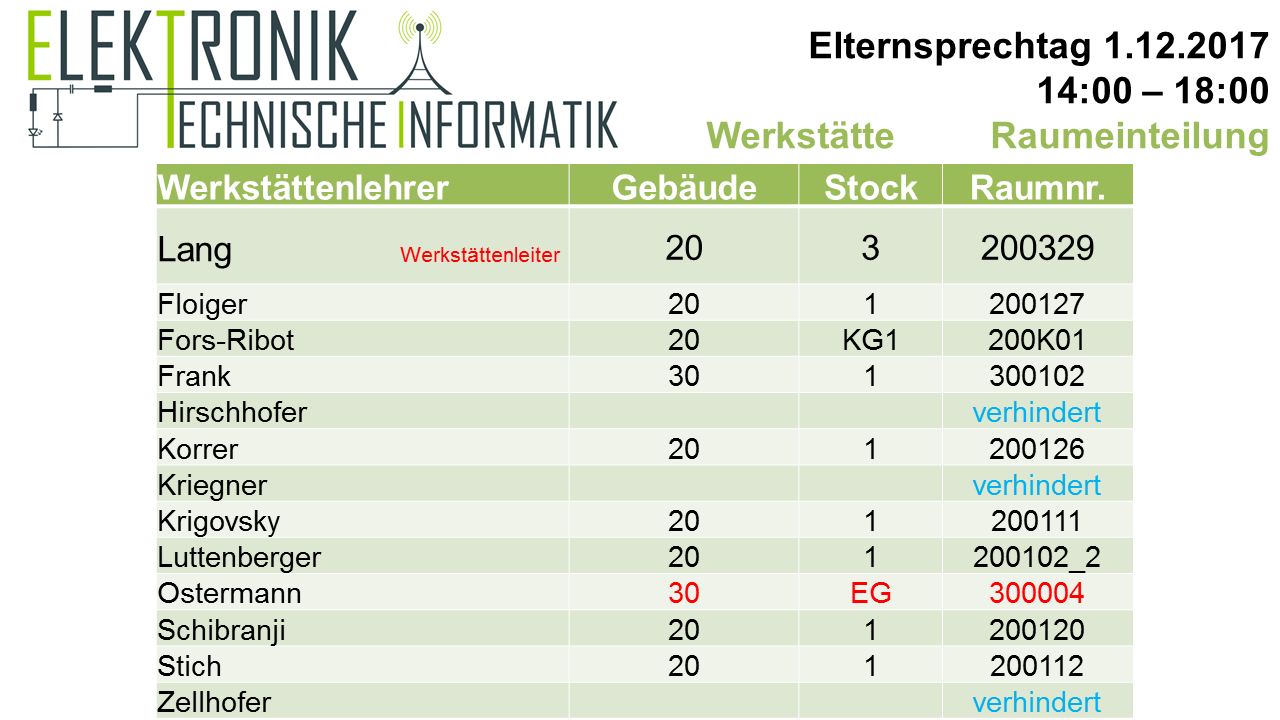 ELEKTRONIK
TECHNISCHE INFORMATIK
Elternsprechtag 1.12.2017
14:00 – 18:00
Werkstätte Raumeinteilung
Werkstättenlehrer Gebäude Stock Raumnr.
Lang Werkstättenleiter 20 3 200329
Floiger 20 1 200127
Fors-Ribot 20 KG1 200K01
Frank 30 1 300102
Hirschhofer verhindert
Korrer 20 1 200126
Kriegner verhindert
Krigovsky 20 1 200111
Luttenberger 20 1 200102_2
Ostermann 30 EG 300004
Schibranji 20 1 200120
Stich 20 1 200112
Zellhofer verhindert